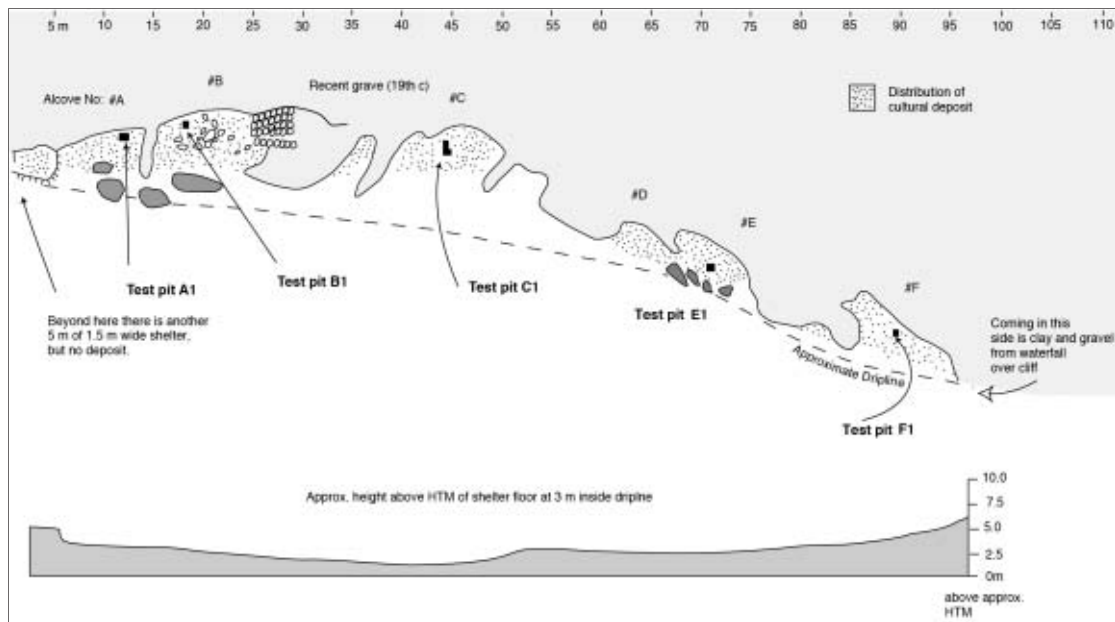 5 m 10 15 20 25 30 35 40 45 50 55 60 65 70 75 80 85 90 95 100 105 110
#B
Recent grave (19th c)
#C
Alcove No: #A
Distribution of
cultural deposit
#D
#E
#F
Test pit A1
Test pit B1
Test pit C1
Test pit E1
Beyond here there is another
5 m of 1.5 m wide shelter,
but no deposit.
Coming in this
side is clay and gravel
from waterfall
over cliff
Approximate Dripline
Test pit F1
Approx. height above HTM of shelter floor at 3 m inside dripline
10.0
7.5
5.0
2.5
0m
above approx.
HTM